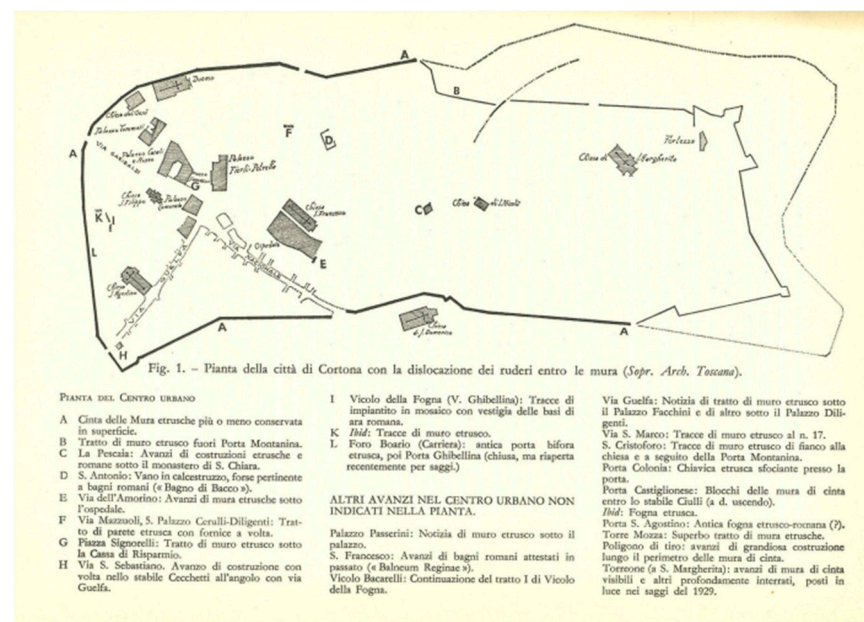 A
B
Duomo
A
F
D
VIA GARIBALDI
G
Fortezza
K
I
C
L
Ospedale
VIA NAZIONALE
E
VIA GUELFA
A
A
H
Fig. 1. – Pianta della città di Cortona con la dislocazione dei ruderi entro le mura (Sopr. Arch. Toscana).
PIANTA DEL CENTRO URBANO
A Cinta delle Mura etrusche più o meno conservata
in superficie.
B Tratto di muro etrusco fuori Porta Montanina.
C La Pescaia: Avanzi di costruzioni etrusche e
romane sotto il monastero di S. Chiara.
D S. Antonio: Vano in calcestruzzo, forse pertinente
a bagni romani (« Bagno di Bacco »).
E Via dell'Amorino: Avanzi di mura etrusche sotto
l'ospedale.
F Via Mazzuoli, 5. Palazzo Cerulli-Diligenti: Trat-
to di parete etrusca con fornice a volta.
G Piazza Signorelli: Tratto di muro etrusco sotto
la Cassa di Risparmio.
H Via S. Sebastiano. Avanzo di costruzione con
volta nello stabile Cecchetti all'angolo con via
Guelfa.
I Vicolo della Fogna (V. Ghibellina): Tracce di
impiantito in mosaico con vestigia delle basi di
ara romana.
K Ibid: Tracce di muro etrusco.
L Foro Boario (Carriera): antica porta bifora
etrusca, poi Porta Ghibellina (chiusa, ma riaperta
recentemente per saggi.)
ALTRI AVANZI NEL CENTRO URBANO NON
INDICATI NELLA PIANTA.
Palazzo Passerini: Notizia di muro etrusco sotto il
palazzo.
S. Francesco: Avanzi di bagni romani attestati in
passato (« Balneum Reginae »).
Vicolo Bacarelli: Continuazione del tratto I di Vicolo
della Fogna.
Via Guelfa: Notizia di tratto di muro etrusco sotto
il Palazzo Facchini e di altro sotto il Palazzo Dili-
genti.
Via S. Marco: Tracce di muro etrusco al n. 17.
S. Cristoforo: Tracce di muro etrusco di fianco alla
chiesa e a seguito della Porta Montanina.
Porta Colonia: Chiavica etrusca sfociante presso la
porta.
Porta Castiglionese: Blocchi delle mura di cinta
entro lo stabile Ciulli (a d. uscendo).
Ibid: Fogna etrusca.
Porta S. Agostino: Antica fogna etrusco-romana (?).
Torre Mozza: Superbo tratto di mura etrusche.
Poligono di tiro: avanzi di grandiosa costruzione
lungo il perimetro delle mura di cinta.
Torreone (a S. Margherita): avanzi di mura di cinta
visibili e altri profondamente interrati, posti in
luce nei saggi del 1929.